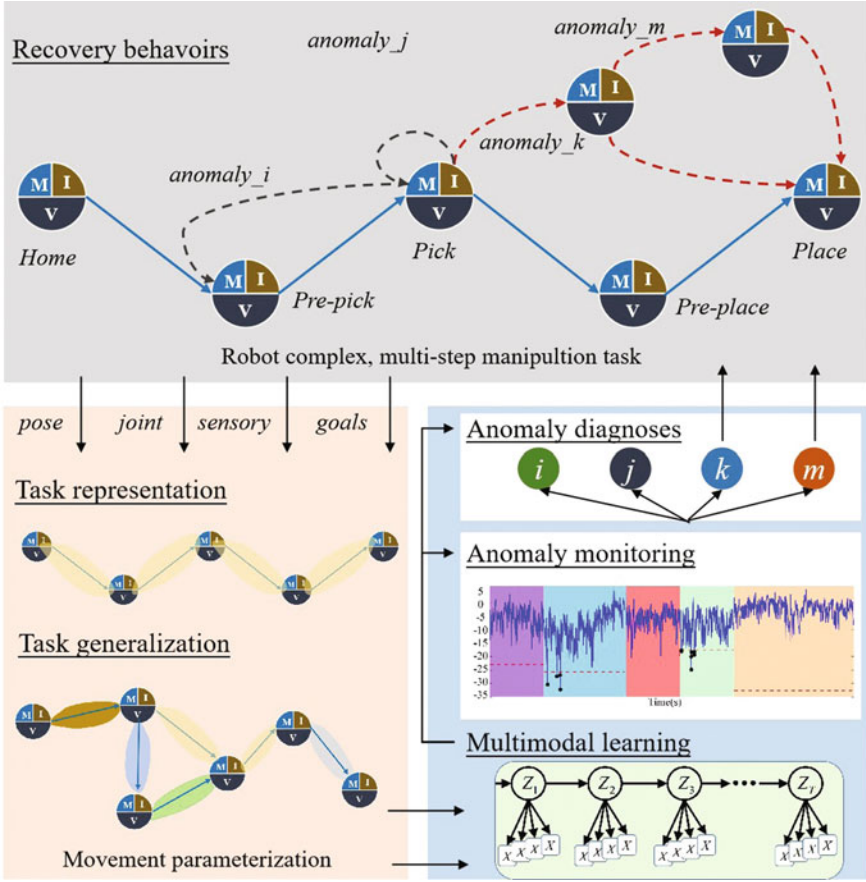 Recovery behavoirs
anomaly_j
anomaly_m
anomaly_k
anomaly_i
M I
V
M I
V
M I
V
M I
V
M I
V
M I
V
M I
V
Home
Pre-pick
Pick
Pre-place
Place
Robot complex, multi-step manipultion task
pose joint sensory goals
Task representation
M
V
M I
V
M
V
M I
V
M I
V
Task generalization
M I
V
M I
V
M I
V
M I
V
M I
V
M I
V
Movement parameterization
Anomaly diagnoses
i j k m
Anomaly monitoring
5
0
-5
-10
-15
-20
-25
-30
-35
Time(s)
Multimodal learning
Z1 Z2 Z3 ••• ZT
X X X X X X X X X X X X X X X X